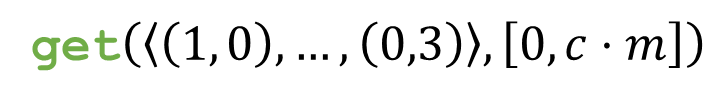 get(⟨(1,0), … , (0,3)⟩, [0, c · m])